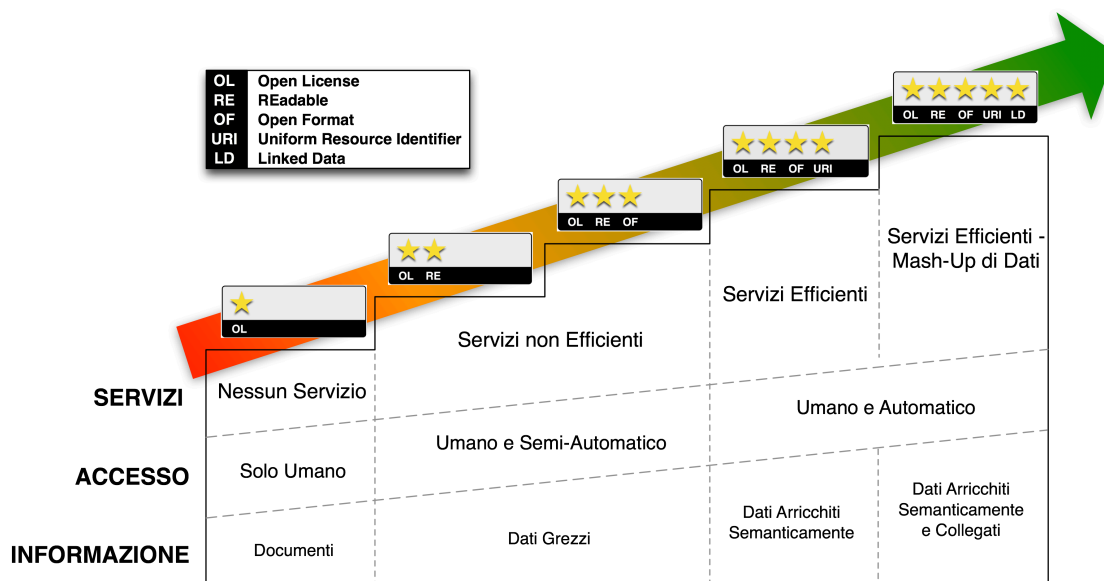 OL Open License
RE REadable
OF Open Format
URI Uniform Resource Identifier
LD Linked Data
OL RE OF URI LD
OL RE OF URI
OL RE OF
OL RE
OL
SERVIZI
Nessun Servizio
Servizi non Efficienti
Servizi Efficienti
Servizi Efficienti -
Mash-Up di Dati
ACCESSO
Solo Umano
Umano e Semi-Automatico
Umano e Automatico
INFORMAZIONE
Documenti
Dati Grezzi
Dati Arricchiti
Semanticamente
Dati Arricchiti
Semanticamente
e Collegati